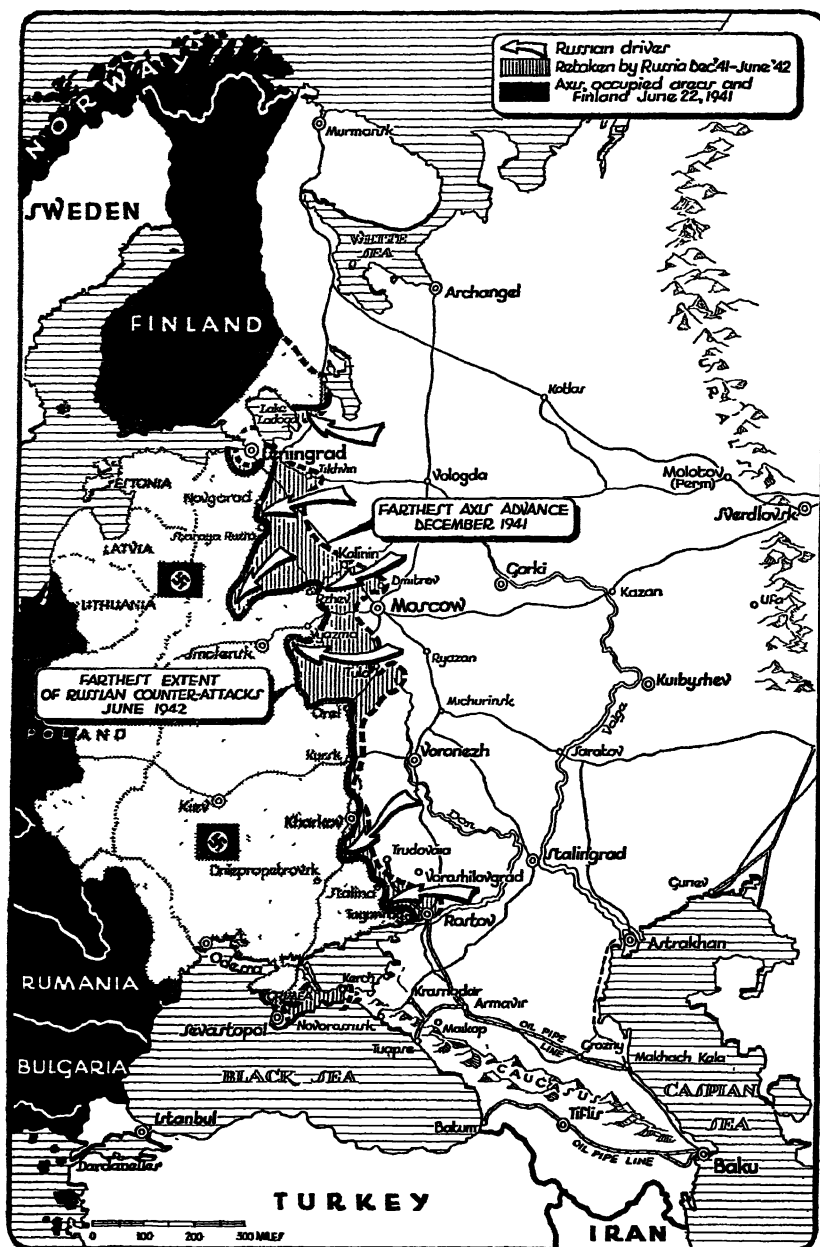 Russian drives
Retaken by Russia Dec.'41-June '42
Axis occupied areas and
Finland June 22, 1941
NORWAY
Murmansk
SWEDEN
WHITE
SEA
Archangel
FINLAND
Kotlas
Lake
Ladoga
Leningrad
Tikhvin
Vologda
Molotov
(Perm)
Sverdlovsk
ESTONIA
Novgorod
FARTHEST AXIS ADVANCE
DECEMBER 1941
Staraya Russa
LATVIA
Kalinin
Dmitrov
Gorki
Kazan
Ufa
LITHUANIA
Rzhev
MOSCOW
Vyazma
Smolensk
Ryazan
Tula
Kuibyshev
FARTHEST EXTENT
OF RUSSIAN COUNTER-ATTACKS
JUNE 1942
Michurinsk
Orel
Volga
POLAND
Kursk
Voronezh
Saratov
Kiev
Kharkov
Don
Stalingrad
Trudovaia
Voroshilovgrad
Dniepropetrovsk
Stalino
Guriev
Taganrog
Rostov
Astrakhan
Odessa
RUMANIA
Kerch
CRIMEA
Krasnodar
Armavir
Sevastopol
Novorossisk
Maikop
OIL PIPE
LINE
Grozny
Makhach Kala
Tuapse
BULGARIA
BLACK SEA
CAUCASUS
CASPIAN
SEA
Istanbul
Batum
Tiflis
Dardanelles
OIL PIPE LINE
Baku
TURKEY
IRAN
0 100 200 300 MILES